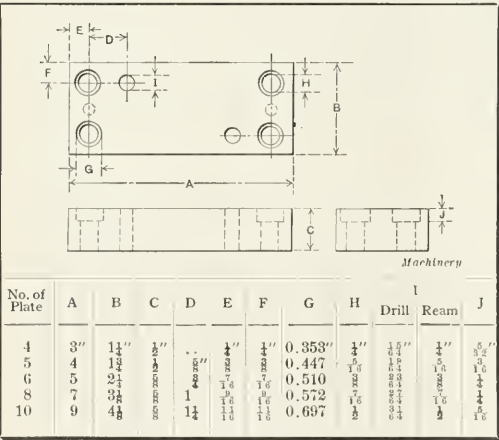 E
D
F
I
H
B
G
A
C
J
Machinery
I
No. of Plate A B C D E F G H Drill Ream J
4 3″ 1¼″ ½″ .. ¼″ ¼″ 0.353″ ¼″ 15/64″ ¼″ 5/32″
5 4 1¾ ½ ⅝″ ⅜ ⅜ 0.447 5/16 19/64 5/16 3/16
6 5 2¼ ⅝ ¾ 7/16 7/16 0.510 ⅜ 23/64 ⅜ ¼
8 7 3⅛ ⅝ 1 9/16 9/16 0.572 7/16 27/64 7/16 ¼
10 9 4⅛ ⅝ 1¼ 11/16 11/16 0.697 ½ 31/64 ½ 5/16